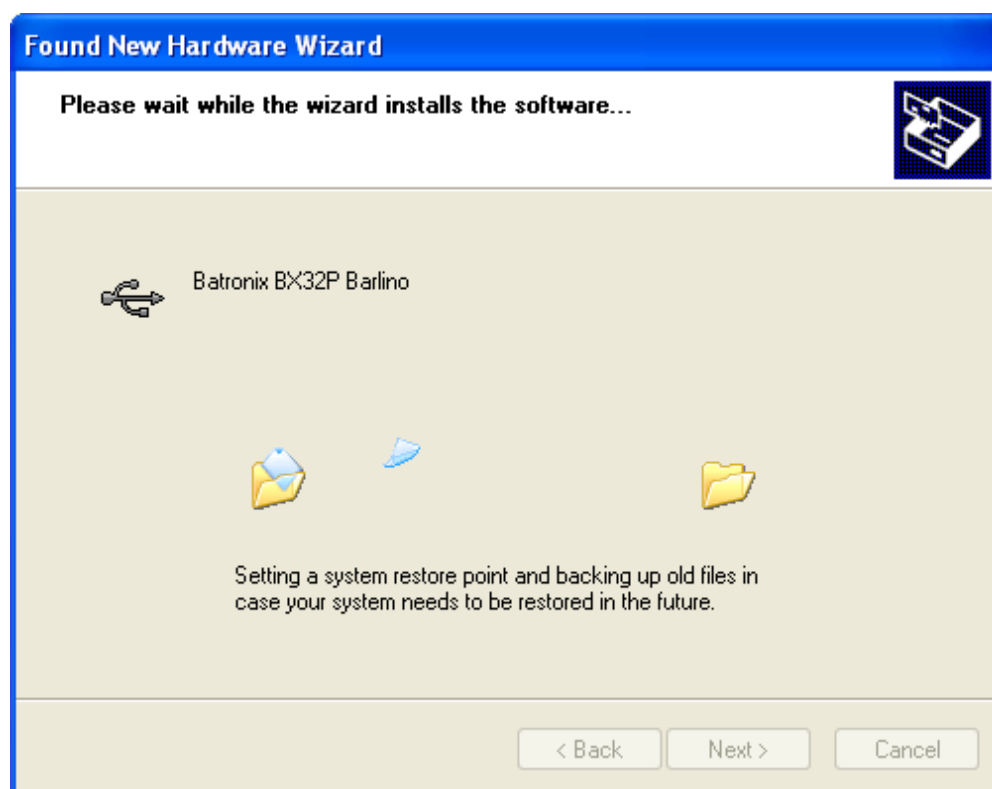 Found New Hardware Wizard
Please wait while the wizard installs the software...
Batronix BX32P Barlino
Setting a system restore point and backing up old files in
case your system needs to be restored in the future.
< Back
Next >
Cancel